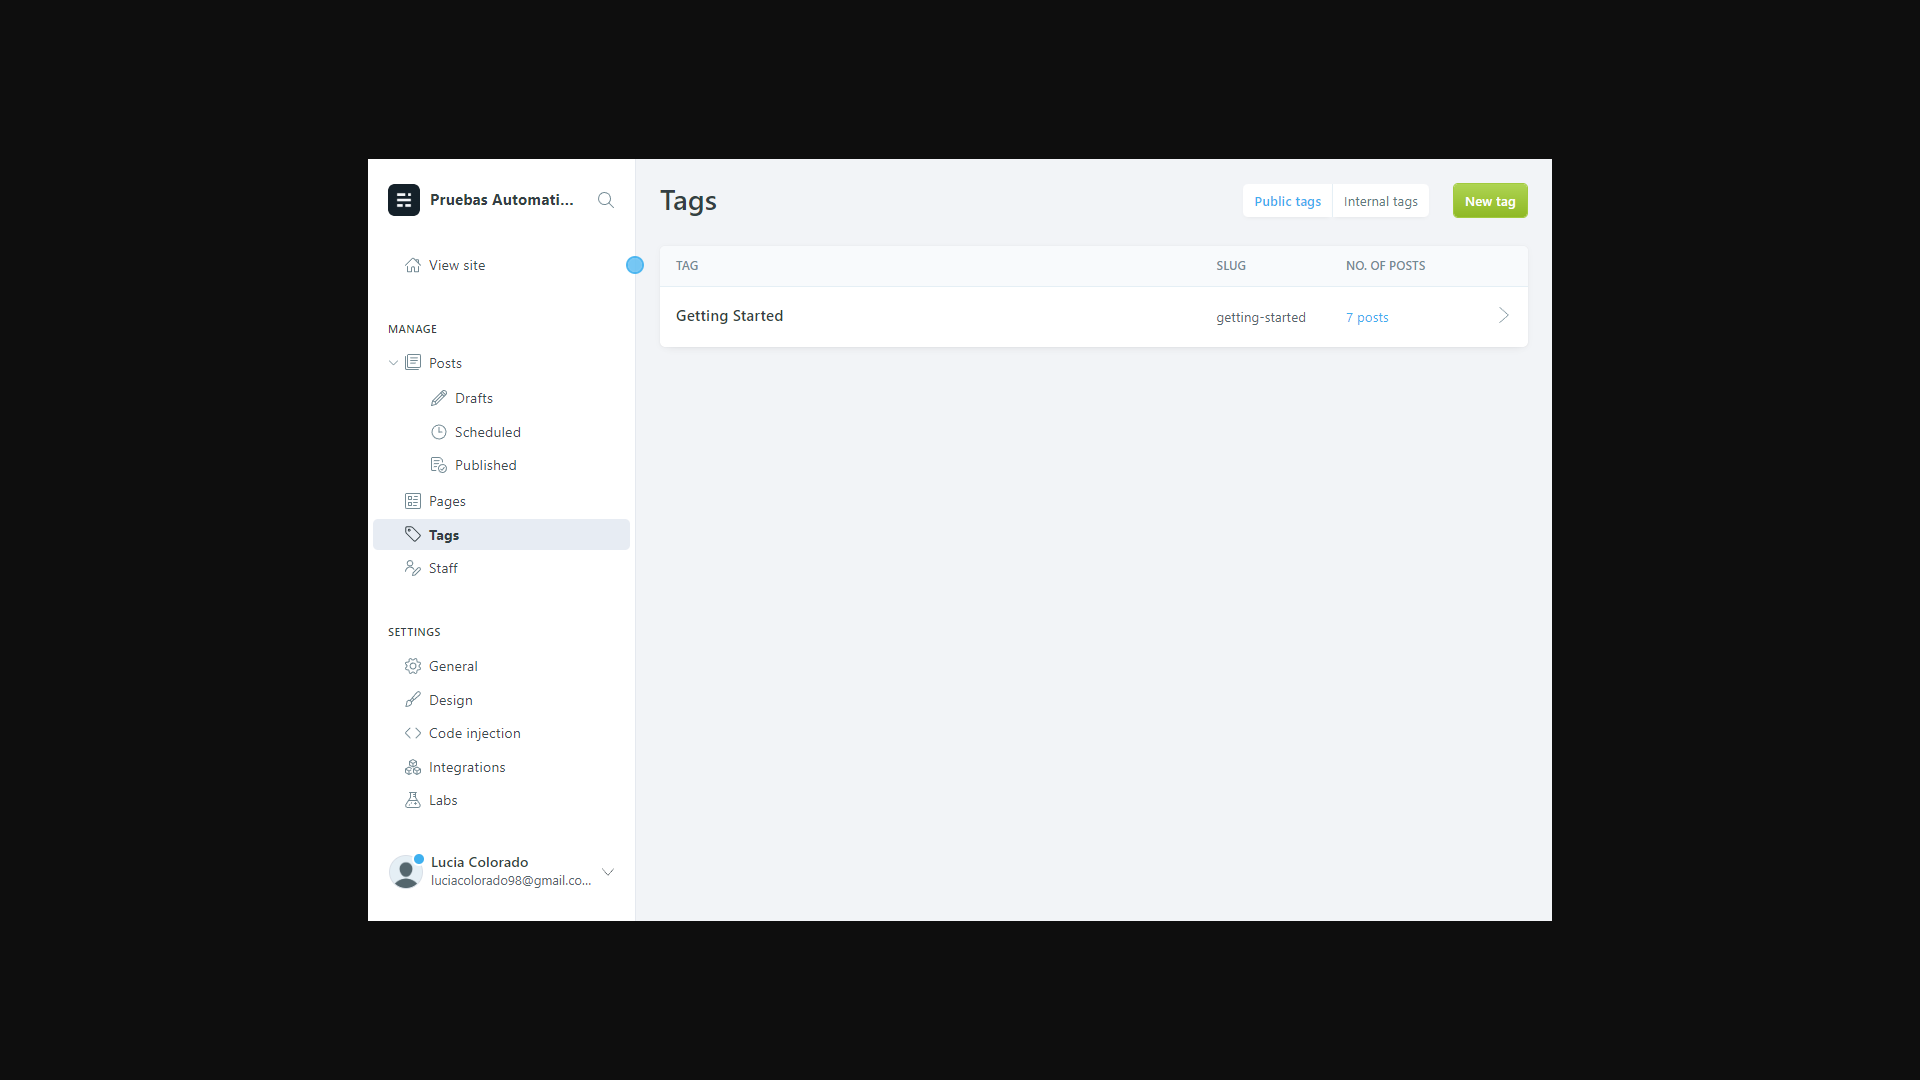 Pruebas Automati...
View site
MANAGE
Posts
Drafts
Scheduled
Published
Pages
Tags
Staff
SETTINGS
General
Design
Code injection
Integrations
Labs
Lucia Colorado
luciacolorado98@gmail.co...
Tags
Public tags
Internal tags
New tag
TAG SLUG NO. OF POSTS
Getting Started getting-started 7 posts